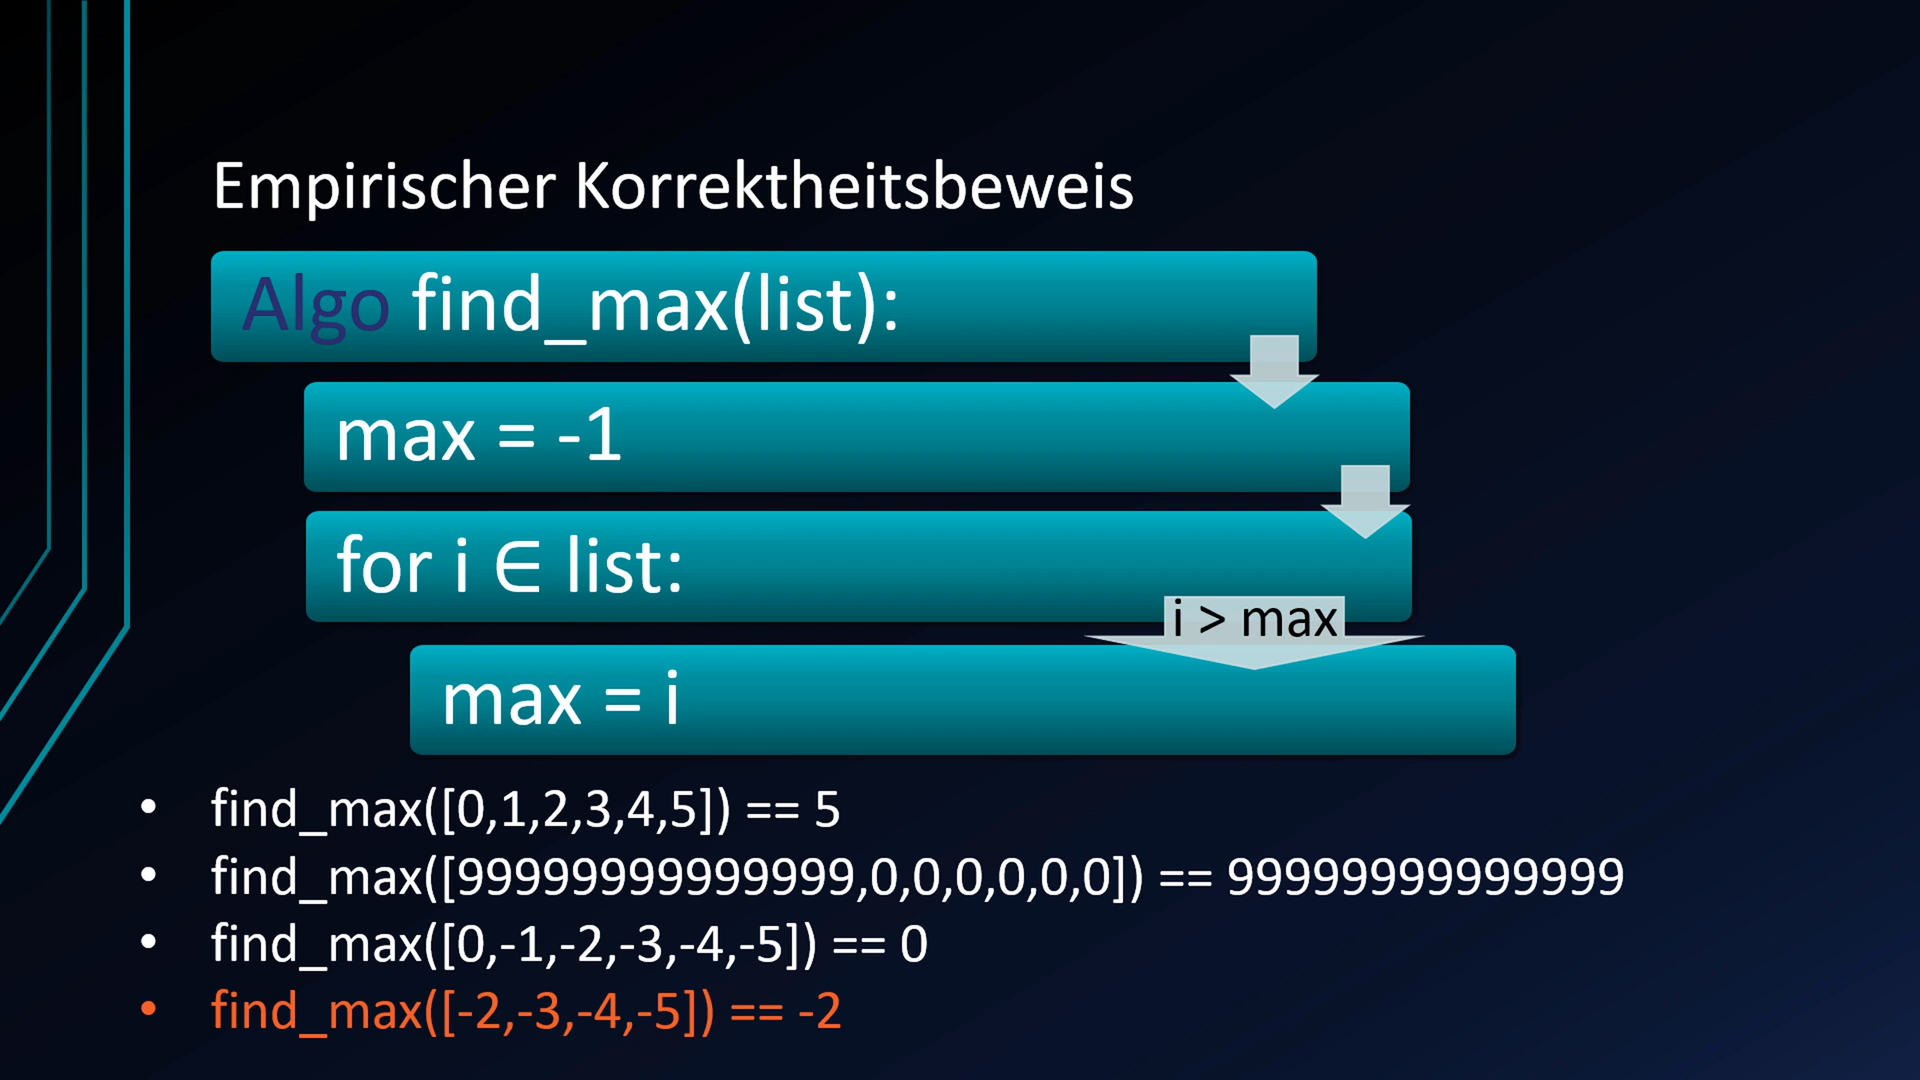 Empirischer Korrektheitsbeweis
Algo find_max(list):
max = -1
for i ∈ list:
i > max
max = i
• find_max([0,1,2,3,4,5]) == 5
• find_max([99999999999999,0,0,0,0,0,0]) == 99999999999999
• find_max([0,-1,-2,-3,-4,-5]) == 0
• find_max([-2,-3,-4,-5]) == -2